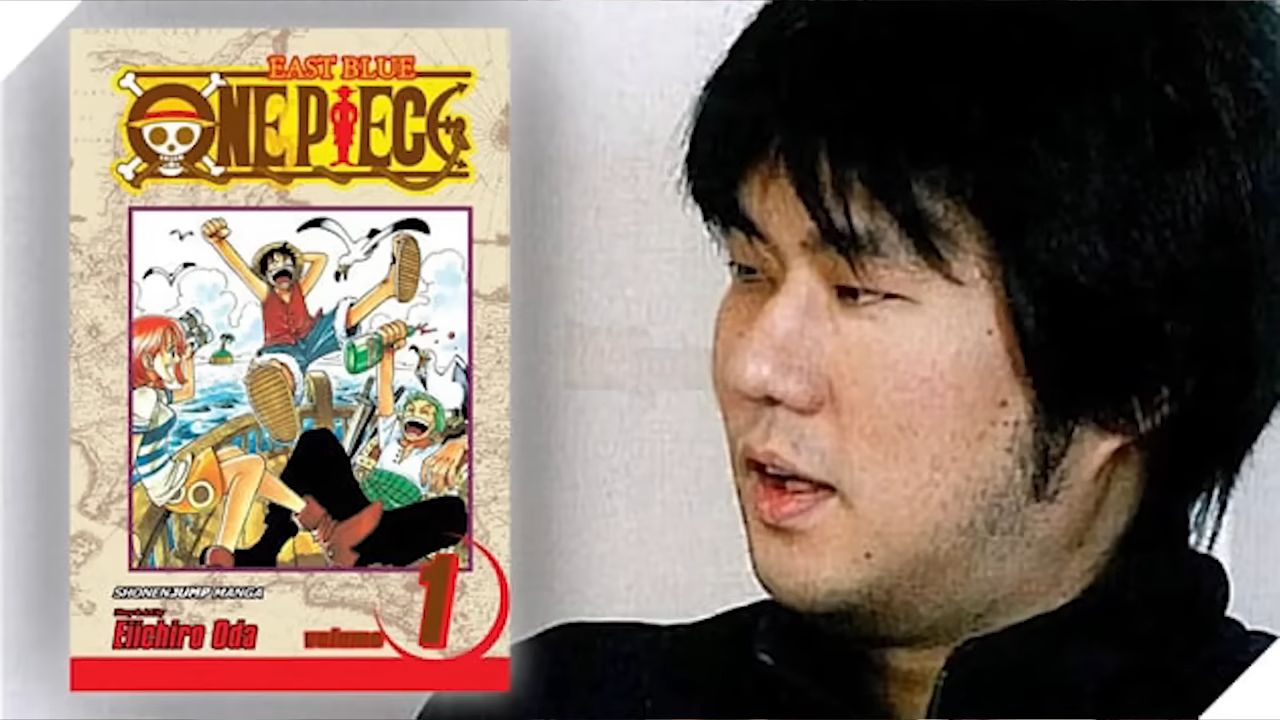 EAST BLUE
ONE PIECE
SHONEN JUMP MANGA
Eiichiro Oda
volume
1